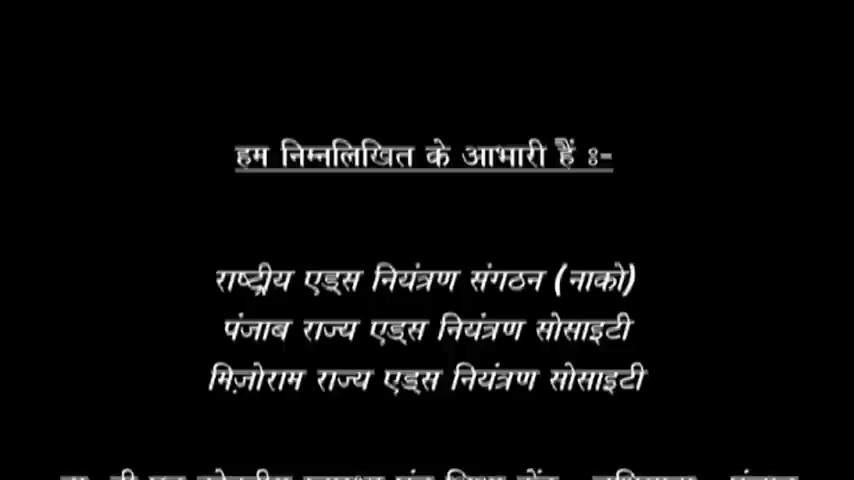 हम निम्नलिखित के आभारी हैं :-
राष्ट्रीय एड्स नियंत्रण संगठन (नाको)
पंजाब राज्य एड्स नियंत्रण सोसाइटी
मिज़ोराम राज्य एड्स नियंत्रण सोसाइटी